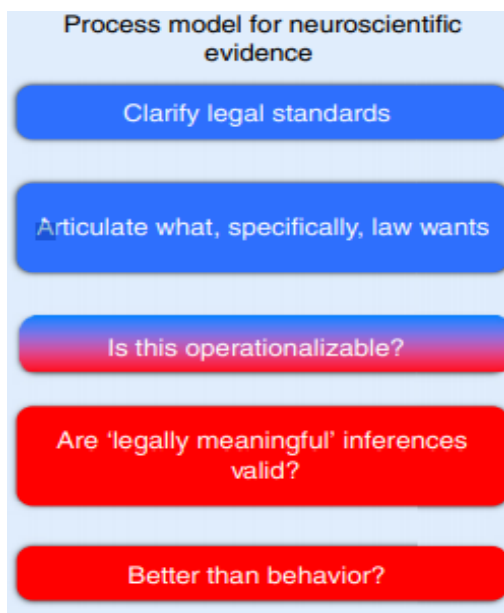 Process model for neuroscientific
evidence
Clarify legal standards
Articulate what, specifically, law wants
Is this operationalizable?
Are ‘legally meaningful’ inferences
valid?
Better than behavior?